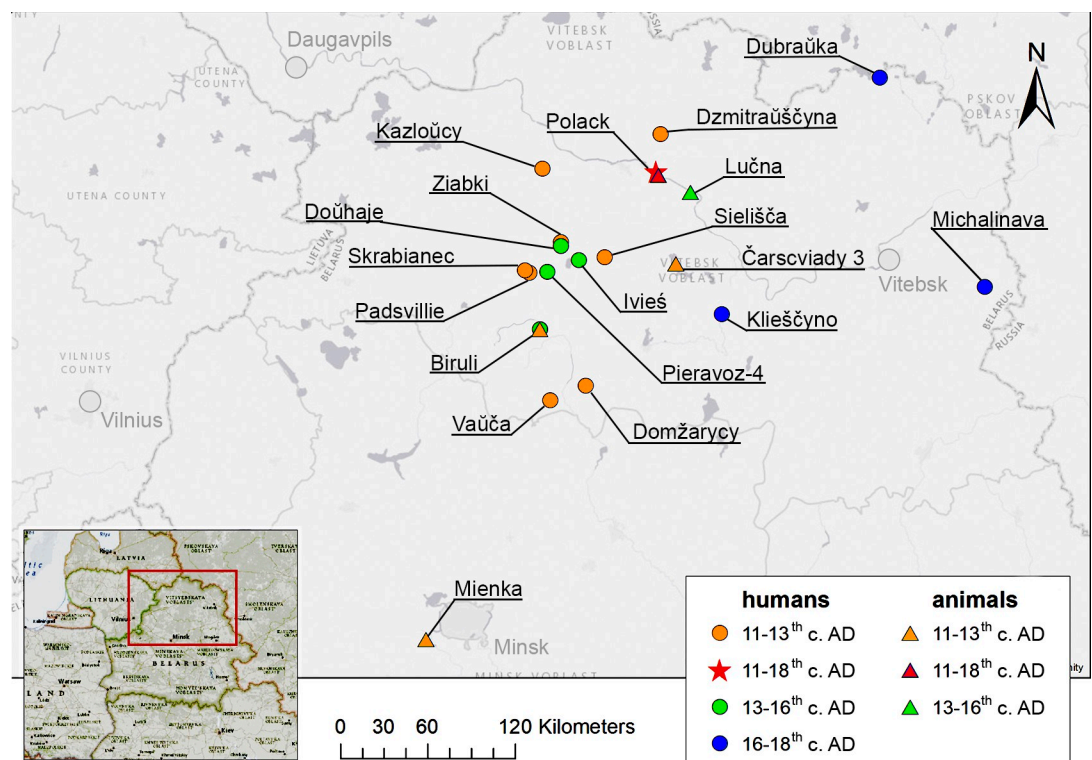 Daugavpils
VITEBSK
VOBLAST
Dubraŭka
N
UTENA
COUNTY
PSKOV
OBLAST
Kazloŭcy
Polack
Dzmitraŭščyna
Ziabki
Lučna
UTENA COUNTY
Doŭhaje
Sielišča
Michalinava
LIETUVA
BELARUS
Skrabianec
VITEBSK
VOBLAST
Čarscviady 3
Vitebsk
Padsvillie
Ivieś
Klieščyno
BELARUS
RUSSIA
VILNIUS
COUNTY
Biruli
Pieravoz-4
Vilnius
Vaŭča
Domžarycy
Mienka
Minsk
MINSK VOBLAST
humans
animals
11-13th c. AD
11-13th c. AD
11-18th c. AD
11-18th c. AD
13-16th c. AD
13-16th c. AD
16-18th c. AD
0 30 60 120 Kilometers
LATVIA
LITHUANIA
Vilnius
Minsk
BELARUS
Warsaw
LAND
Kiev